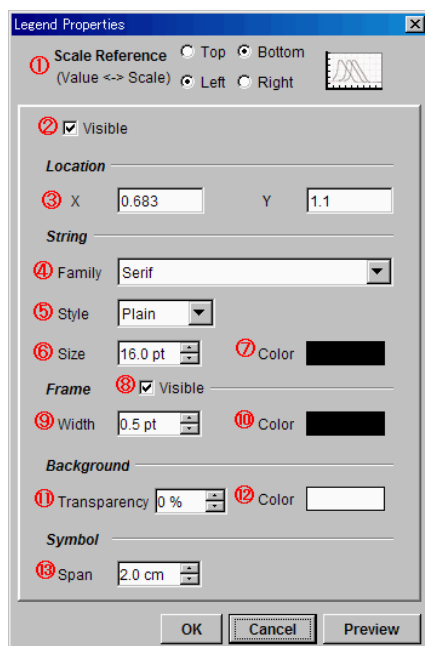 Legend Properties
① Scale Reference Top Bottom
(Value <-> Scale) Left Right
② Visible
Location
③ X 0.683 Y 1.1
String
④ Family Serif
⑤ Style Plain
⑥ Size 16.0 pt ⑦ Color
Frame ⑧ Visible
⑨ Width 0.5 pt ⑩ Color
Background
⑪ Transparency 0 % ⑫ Color
Symbol
⑬ Span 2.0 cm
OK Cancel Preview